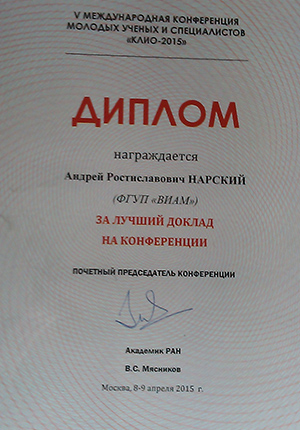 V МЕЖДУНАРОДНАЯ КОНФЕРЕНЦИЯ
МОЛОДЫХ УЧЕНЫХ И СПЕЦИАЛИСТОВ
«КЛИО-2015»
ДИПЛОМ
награждается
Андрей Ростиславович НАРСКИЙ
(ФГУП «ВИАМ»)
ЗА ЛУЧШИЙ ДОКЛАД
НА КОНФЕРЕНЦИИ
ПОЧЕТНЫЙ ПРЕДСЕДАТЕЛЬ КОНФЕРЕНЦИИ
Академик РАН
В.С. Мясников
Москва, 8-9 апреля 2015 г.